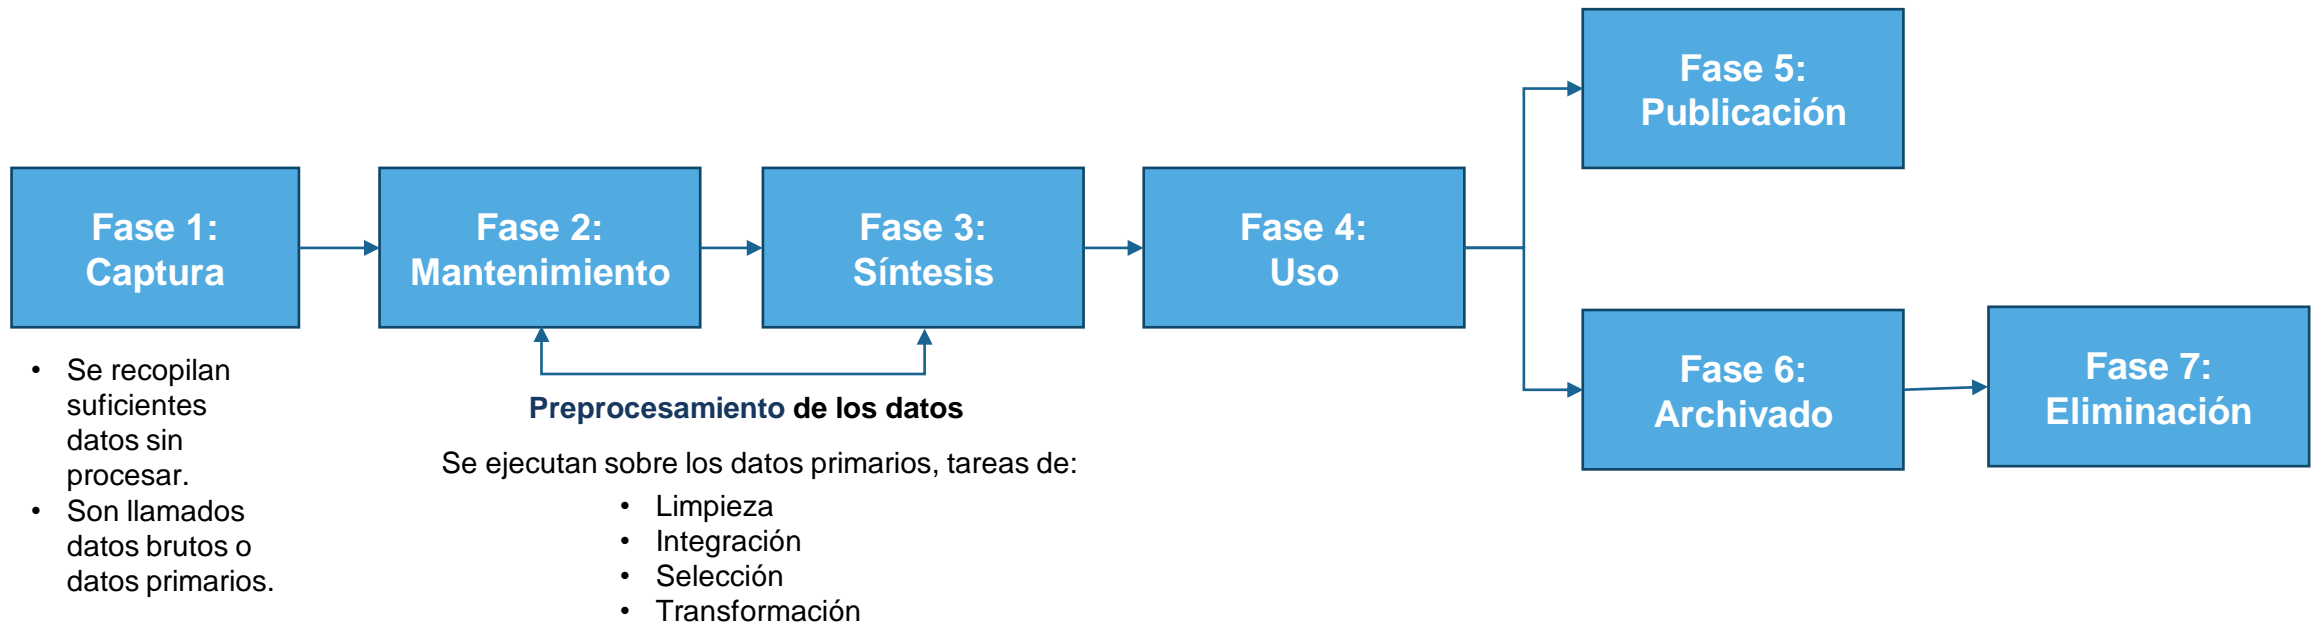 Fase 1:
Captura
Fase 2:
Mantenimiento
Fase 3:
Síntesis
Fase 4:
Uso
Fase 5:
Publicación
Fase 6:
Archivado
Fase 7:
Eliminación
• Se recopilan
suficientes
datos sin
procesar.
• Son llamados
datos brutos o
datos primarios.
Preprocesamiento de los datos
Se ejecutan sobre los datos primarios, tareas de:
• Limpieza
• Integración
• Selección
• Transformación